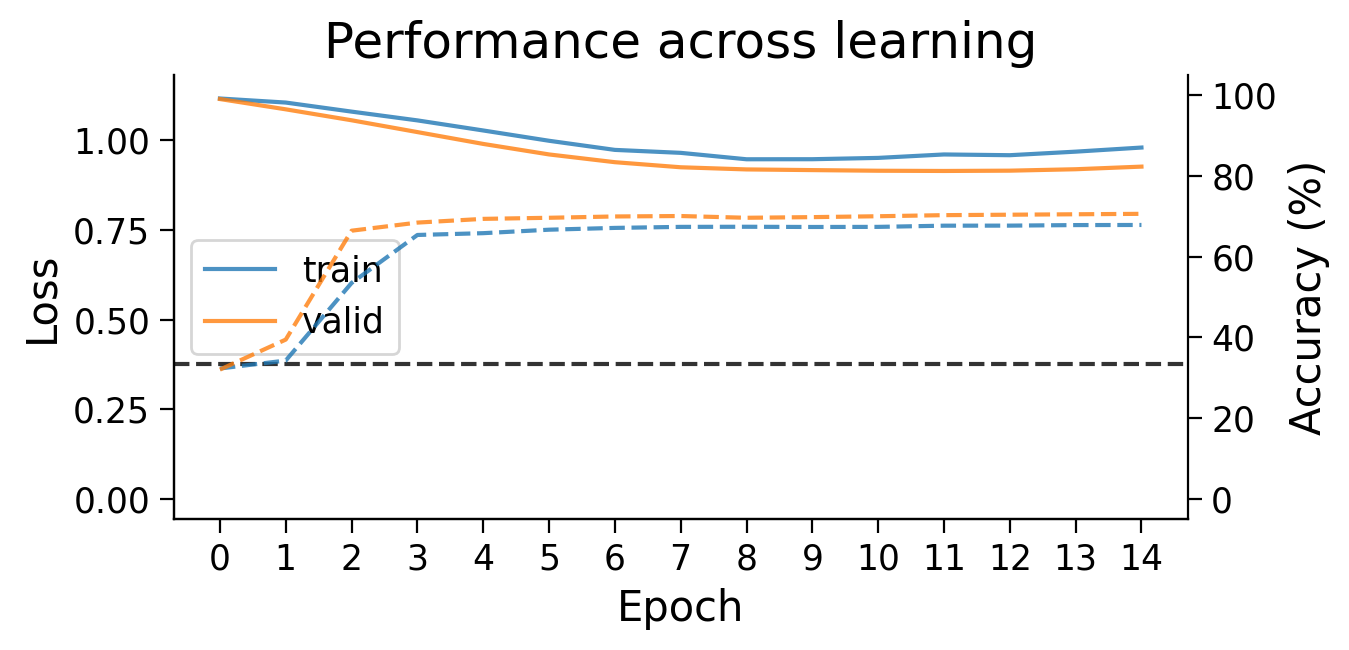 Performance across learning
Loss
1.00
0.75
0.50
0.25
0.00
train
valid
100
80
60
40
20
0
Accuracy (%)
0 1 2 3 4 5 6 7 8 9 10 11 12 13 14
Epoch